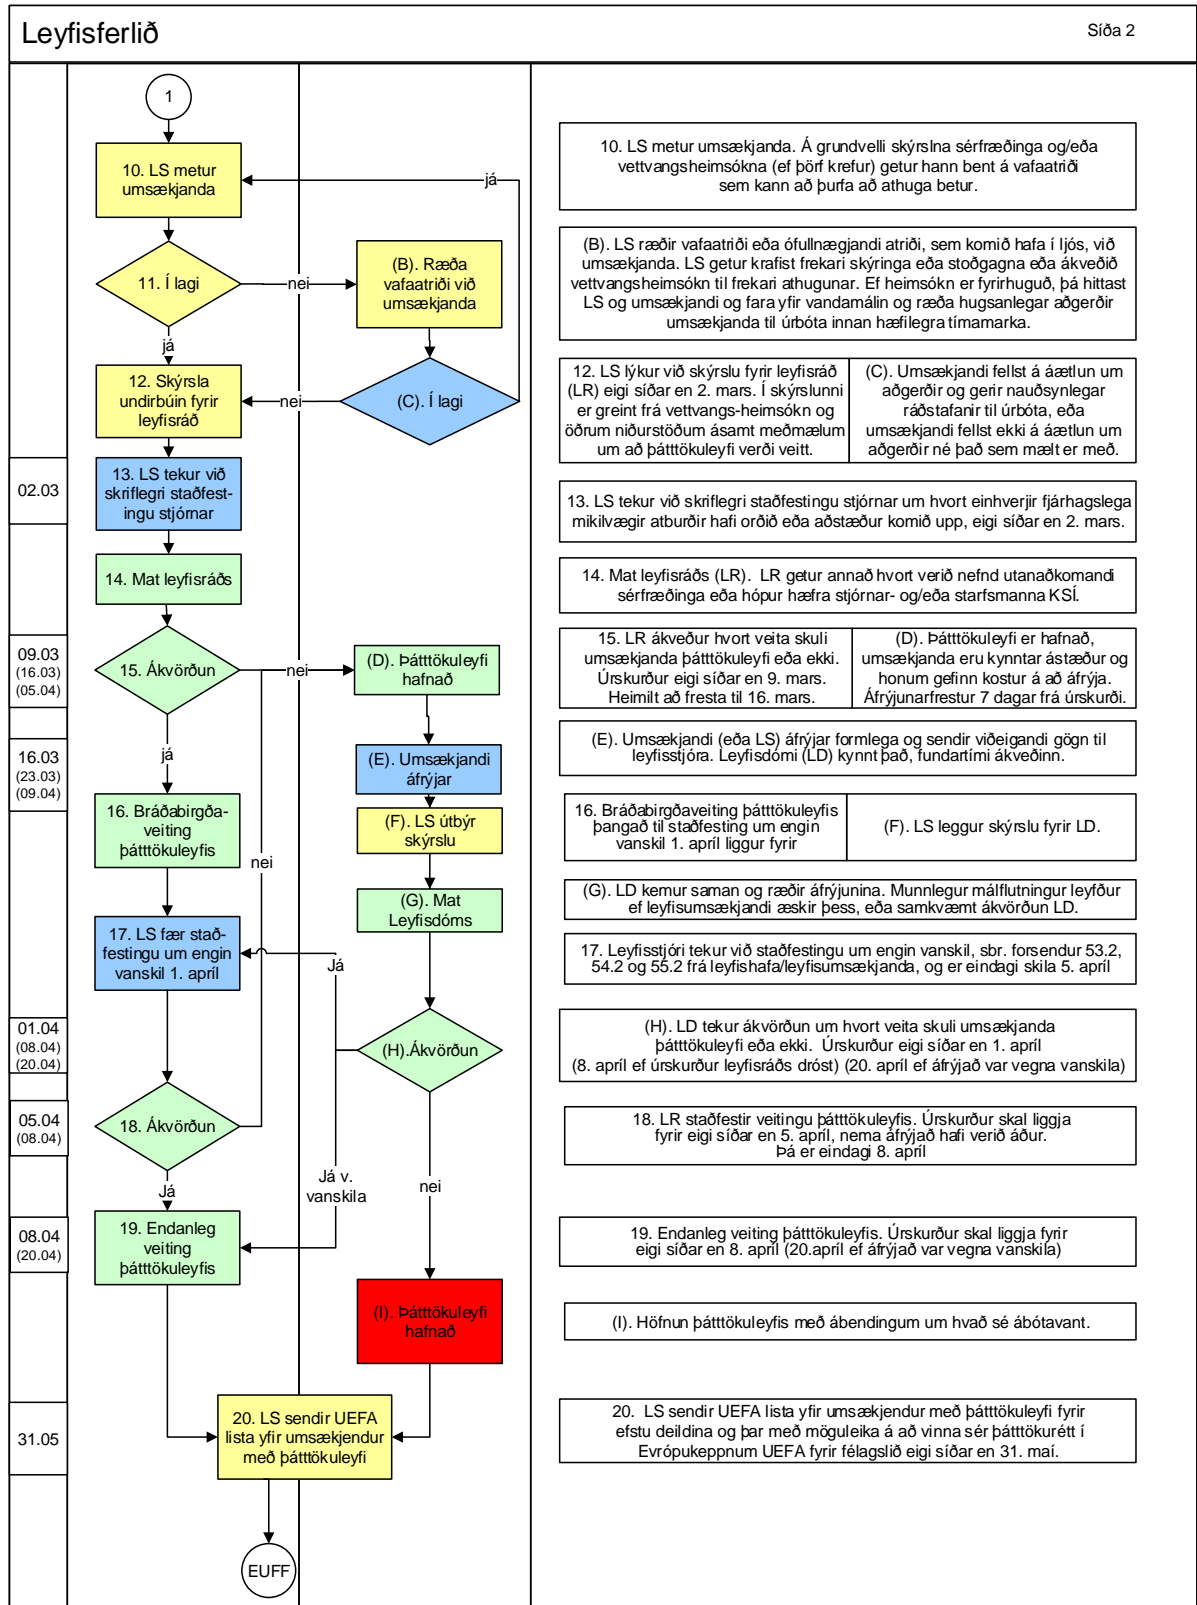 Leyfisferlið
Síða 2
1
10. LS metur
umsækjanda
já
10. LS metur umsækjanda. Á grundvelli skýrslna sérfræðinga og/eða
vettvangsheimsókna (ef þörf krefur) getur hann bent á vafaatriði
sem kann að þurfa að athuga betur.
11. Í lagi
nei
(B). Ræða
vafaatriði við
umsækjanda
(B). LS ræðir vafaatriði eða ófullnægjandi atriði, sem komið hafa í ljós, við
umsækjanda. LS getur krafist frekari skýringa eða stoðgagna eða ákveðið
vettvangsheimsókn til frekari athugunar. Ef heimsókn er fyrirhuguð, þá hittast
LS og umsækjandi og fara yfir vandamálin og ræða hugsanlegar aðgerðir
umsækjanda til úrbóta innan hæfilegra tímamarka.
já
12. Skýrsla
undirbúin fyrir
leyfisráð
nei
(C). Í lagi
12. LS lýkur við skýrslu fyrir leyfisráð
(LR) eigi síðar en 2. mars. Í skýrslunni
er greint frá vettvangs-heimsókn og
öðrum niðurstöðum ásamt meðmælum
um að þátttökuleyfi verði veitt.
(C). Umsækjandi fellst á áætlun um
aðgerðir og gerir nauðsynlegar
ráðstafanir til úrbóta, eða
umsækjandi fellst ekki á áætlun um
aðgerðir né það sem mælt er með.
02.03
13. LS tekur við
skriflegri staðfest-
ingu stjórnar
13. LS tekur við skriflegri staðfestingu stjórnar um hvort einhverjir fjárhagslega
mikilvægir atburðir hafi orðið eða aðstæður komið upp, eigi síðar en 2. mars.
14. Mat leyfisráðs
14. Mat leyfisráðs (LR).  LR getur annað hvort verið nefnd utanaðkomandi
sérfræðinga eða hópur hæfra stjórnar- og/eða starfsmanna KSÍ.
09.03
(16.03)
(05.04)
15. Ákvörðun
nei
(D). Þátttökuleyfi
hafnað
15. LR ákveður hvort veita skuli
umsækjanda þátttökuleyfi eða ekki.
Úrskurður eigi síðar en 9. mars.
Heimilt að fresta til 16. mars.
(D). Þátttökuleyfi er hafnað,
umsækjanda eru kynntar ástæður og
honum gefinn kostur á að áfrýja.
Áfrýjunarfrestur 7 dagar frá úrskurði.
16.03
(23.03)
(09.04)
já
(E). Umsækjandi
áfrýjar
(E). Umsækjandi (eða LS) áfrýjar formlega og sendir viðeigandi gögn til
leyfisstjóra. Leyfisdómi (LD) kynnt það, fundartími ákveðinn.
16. Bráðabirgða-
veiting
þátttökuleyfis
nei
(F). LS útbýr
skýrslu
16. Bráðabirgðaveiting þátttökuleyfis
þangað til staðfesting um engin
vanskil 1. apríl liggur fyrir
(F). LS leggur skýrslu fyrir LD.
(G). Mat
Leyfisdóms
(G). LD kemur saman og ræðir áfrýjunina. Munnlegur málflutningur leyfður
ef leyfisumsækjandi æskir þess, eða samkvæmt ákvörðun LD.
17. LS fær stað-
festingu um engin
vanskil 1. apríl
Já
17. Leyfisstjóri tekur við staðfestingu um engin vanskil, sbr. forsendur 53.2,
54.2 og 55.2 frá leyfishafa/leyfisumsækjanda, og er eindagi skila 5. apríl
01.04
(08.04)
(20.04)
(H).Ákvörðun
(H). LD tekur ákvörðun um hvort veita skuli umsækjanda
þátttökuleyfi eða ekki.  Úrskurður eigi síðar en 1. apríl
(8. apríl ef úrskurður leyfisráðs dróst) (20. apríl ef áfrýjað var vegna vanskila)
05.04
(08.04)
18. Ákvörðun
18. LR staðfestir veitingu þátttökuleyfis. Úrskurður skal liggja
fyrir eigi síðar en 5. apríl, nema áfrýjað hafi verið áður.
Þá er eindagi 8. apríl
Já
Já v.
vanskila
nei
08.04
(20.04)
19. Endanleg
veiting
þátttökuleyfis
19. Endanleg veiting þátttökuleyfis. Úrskurður skal liggja fyrir
eigi síðar en 8. apríl (20.apríl ef áfrýjað var vegna vanskila)
(I). Þátttökuleyfi
hafnað
(I). Höfnun þátttökuleyfis með ábendingum um hvað sé ábótavant.
31.05
20. LS sendir UEFA
lista yfir umsækjendur
með þátttökuleyfi
20.  LS sendir UEFA lista yfir umsækjendur með þátttökuleyfi fyrir
efstu deildina og þar með möguleika á að vinna sér þátttökurétt í
Evrópukeppnum UEFA fyrir félagslið eigi síðar en 31. maí.
EUFF